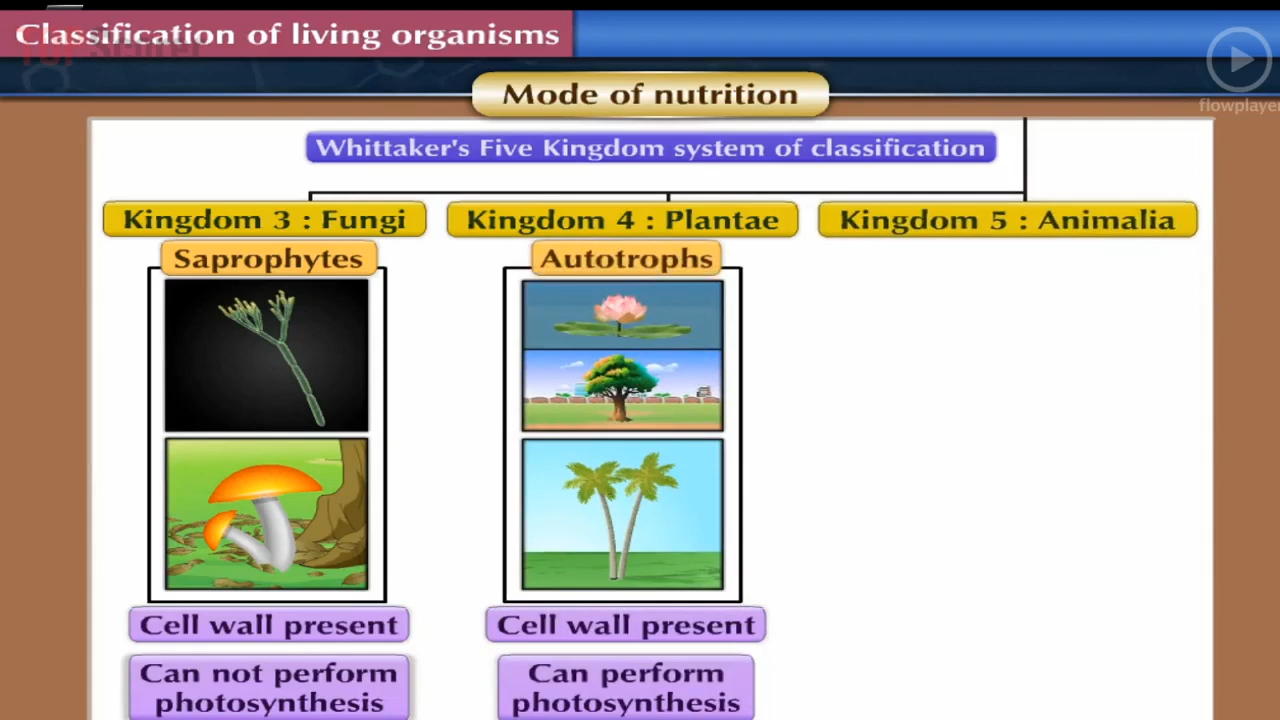 Classification of living organisms
flowplayer
Mode of nutrition
Whittaker's Five Kingdom system of classification
Kingdom 3 : Fungi
Kingdom 4 : Plantae
Kingdom 5 : Animalia
Saprophytes
Autotrophs
Cell wall present
Cell wall present
Can not perform
photosynthesis
Can perform
photosynthesis